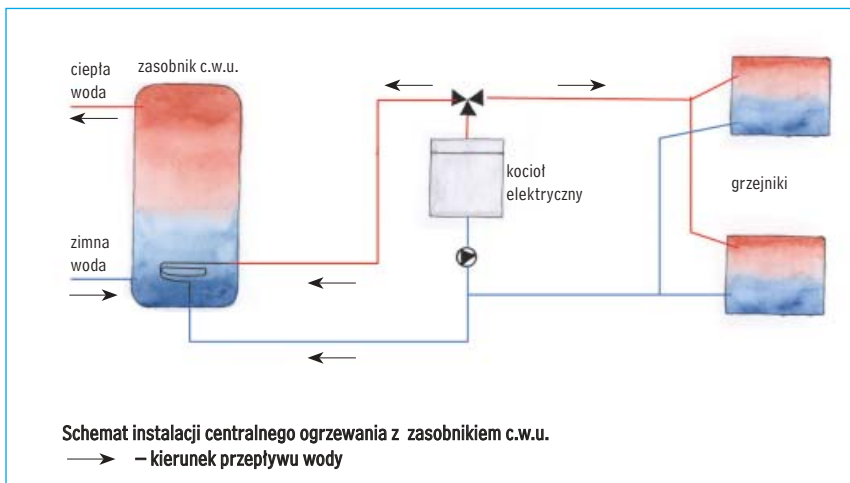 zasobnik c.w.u.
ciepła
woda
kocioł
elektryczny
grzejniki
zimna
woda
Schemat instalacji centralnego ogrzewania z zasobnikiem c.w.u.
– kierunek przepływu wody